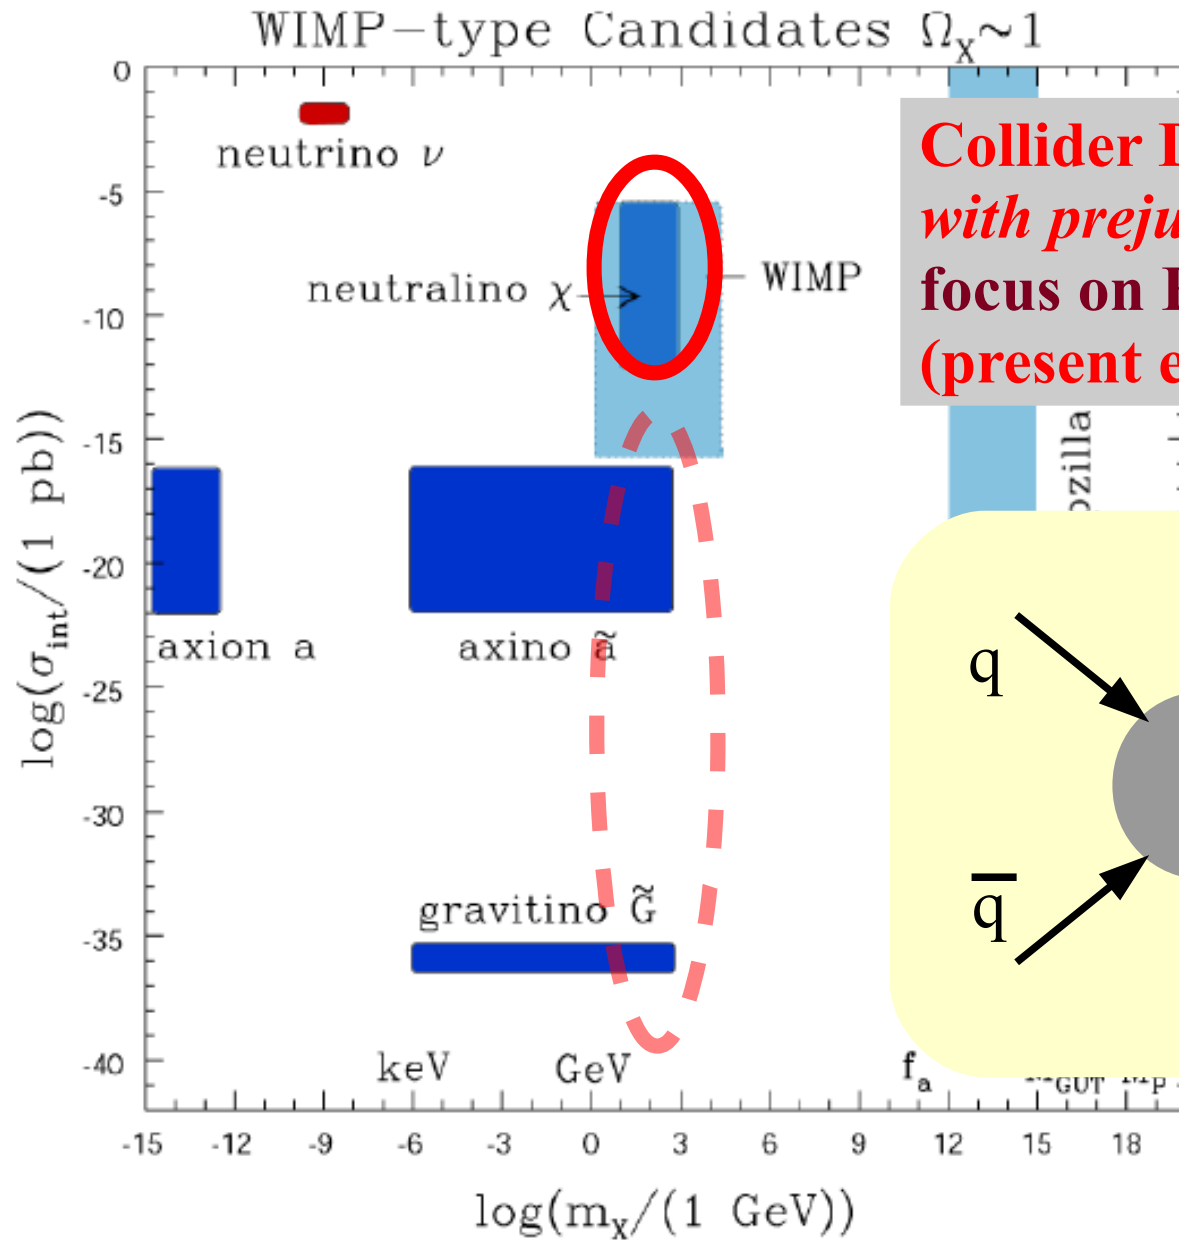 WIMP-type Candidates Ω_X~1
0
-5
-10
-15
-20
-25
-30
-35
-40
log(σ_int/(1 pb))
neutrino ν
neutralino χ
WIMP
Collider
with
focus on
(present
axion a
axino ã
gravitino G̃
keV
GeV
f_a
M_GUT
q
q̅
-15
-12
-9
-6
-3
0
3
6
9
12
15
18
log(m_X/(1 GeV))